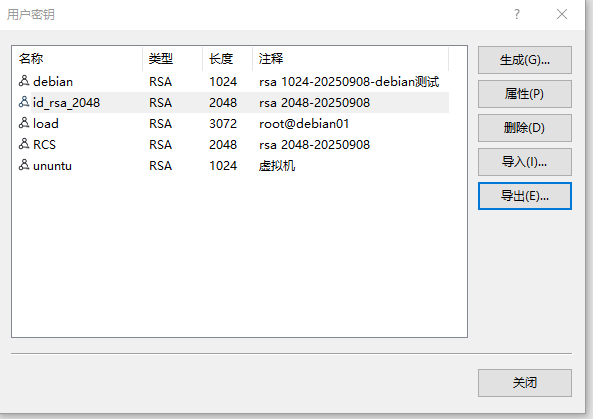 用户密钥
名称 类型 长度 注释
debian RSA 1024 rsa 1024-20250908-debian测试
id_rsa_2048 RSA 2048 rsa 2048-20250908
load RSA 3072 root@debian01
RCS RSA 2048 rsa 2048-20250908
ununtu RSA 1024 虚拟机
生成(G)...
属性(P)
删除(D)
导入(I)...
导出(E)...
关闭